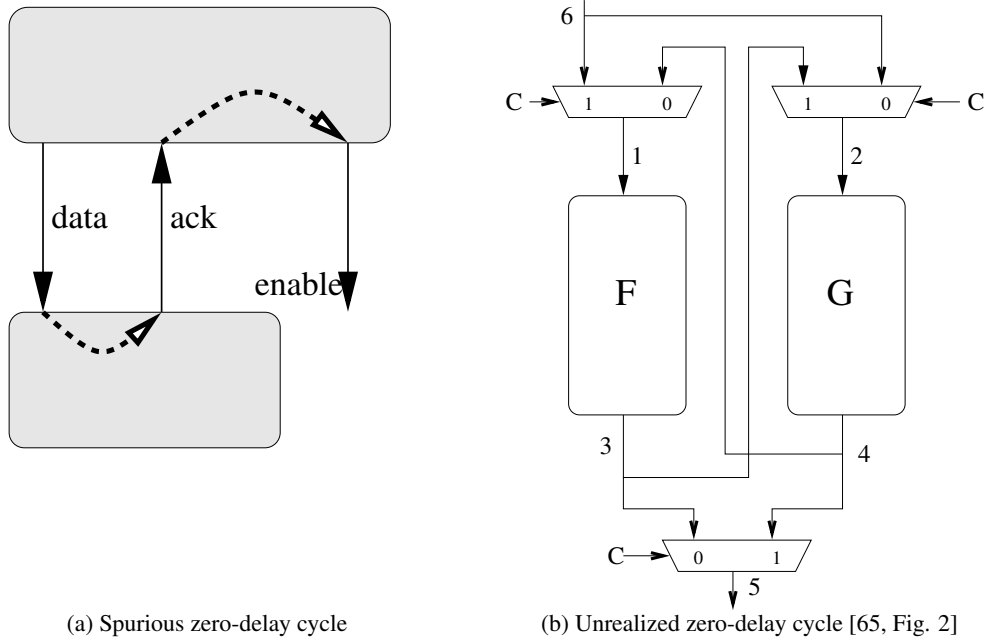 data
ack
enable
(a) Spurious zero-delay cycle
6
C
1 0
1 0
C
1
2
F
G
3
4
C
0 1
5
(b) Unrealized zero-delay cycle [65, Fig. 2]